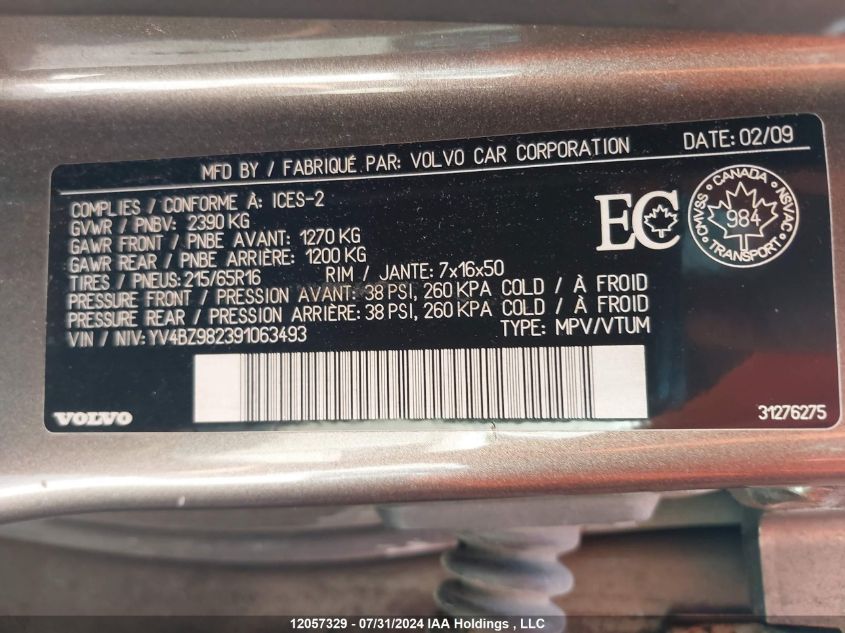 MFD BY / FABRIQUÉ PAR: VOLVO CAR CORPORATION DATE: 02/09
COMPLIES / CONFORME À: ICES-2
GVWR / PNBV: 2390 KG
GAWR FRONT / PNBE AVANT: 1270 KG
GAWR REAR / PNBE ARRIÈRE: 1200 KG
TIRES / PNEUS: 215/65R16 RIM / JANTE: 7x16x50
PRESSURE FRONT / PRESSION AVANT: 38 PSI, 260 KPA COLD / À FROID
PRESSURE REAR / PRESSION ARRIÈRE: 38 PSI, 260 KPA COLD / À FROID
VIN / NIV: YV4BZ982391063493 TYPE: MPV/VTUM
EC
CANADA
CMVSS 984 NSVAC
TRANSPORT
VOLVO 31276275
12057329 - 07/31/2024 IAA Holdings , LLC